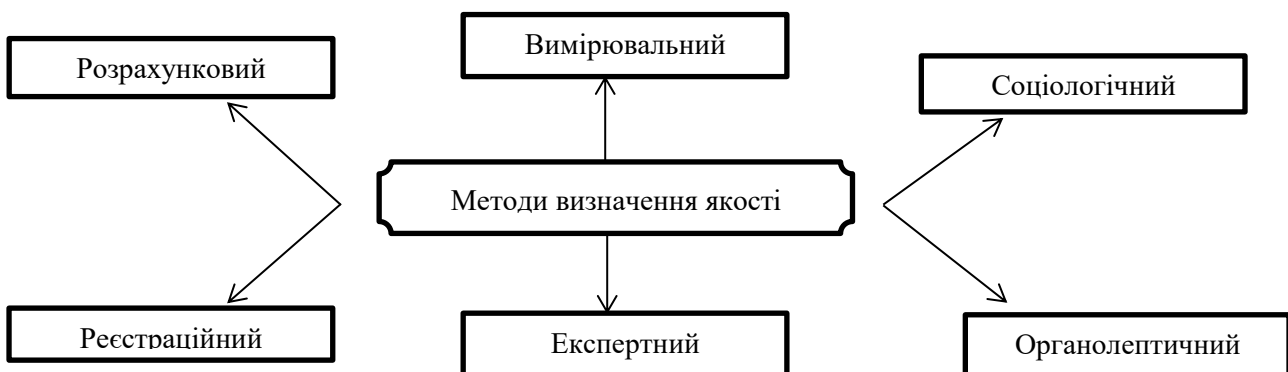 Вимірювальний
Розрахунковий
Соціологічний
Методи визначення якості
Реєстраційний
Експертний
Органолептичний